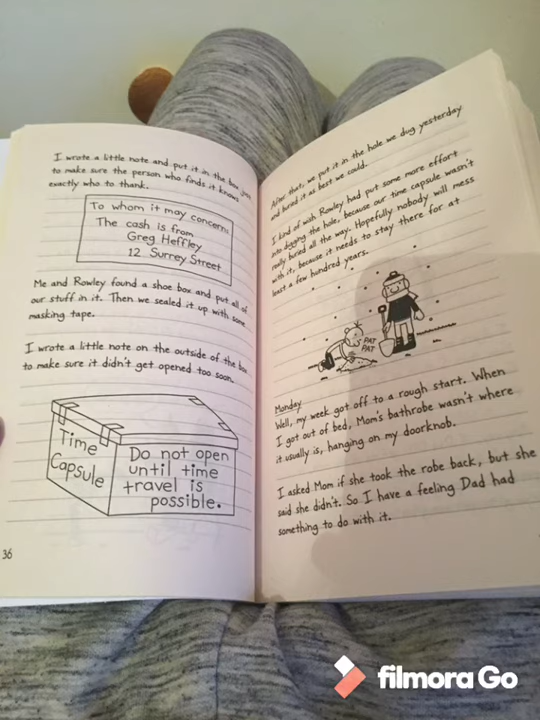 I wrote a little note and put it in the box just
to make sure the person who finds it knows
exactly who to thank.
To whom it may concern:
The cash is from
Greg Heffley
12 Surrey Street
Me and Rowley found a shoe box and put all of
our stuff in it. Then we sealed it up with some
masking tape.
I wrote a little note on the outside of the box
to make sure it didn't get opened too soon.
Time
Capsule
Do not open
until time
travel is
possible.
36
After that, we put it in the hole we dug yesterday
and buried it as best we could.
I kind of wish Rowley had put some more effort
into digging the hole, because our time capsule wasn't
really buried all the way. Hopefully nobody will mess
with it, because it needs to stay there for at
least a few hundred years.
PAT
PAT
Monday
Well, my week got off to a rough start. When
I got out of bed, Mom's bathrobe wasn't where
it usually is, hanging on my doorknob.
I asked Mom if she took the robe back, but she
said she didn't. So I have a feeling Dad had
something to do with it.
filmoraGo